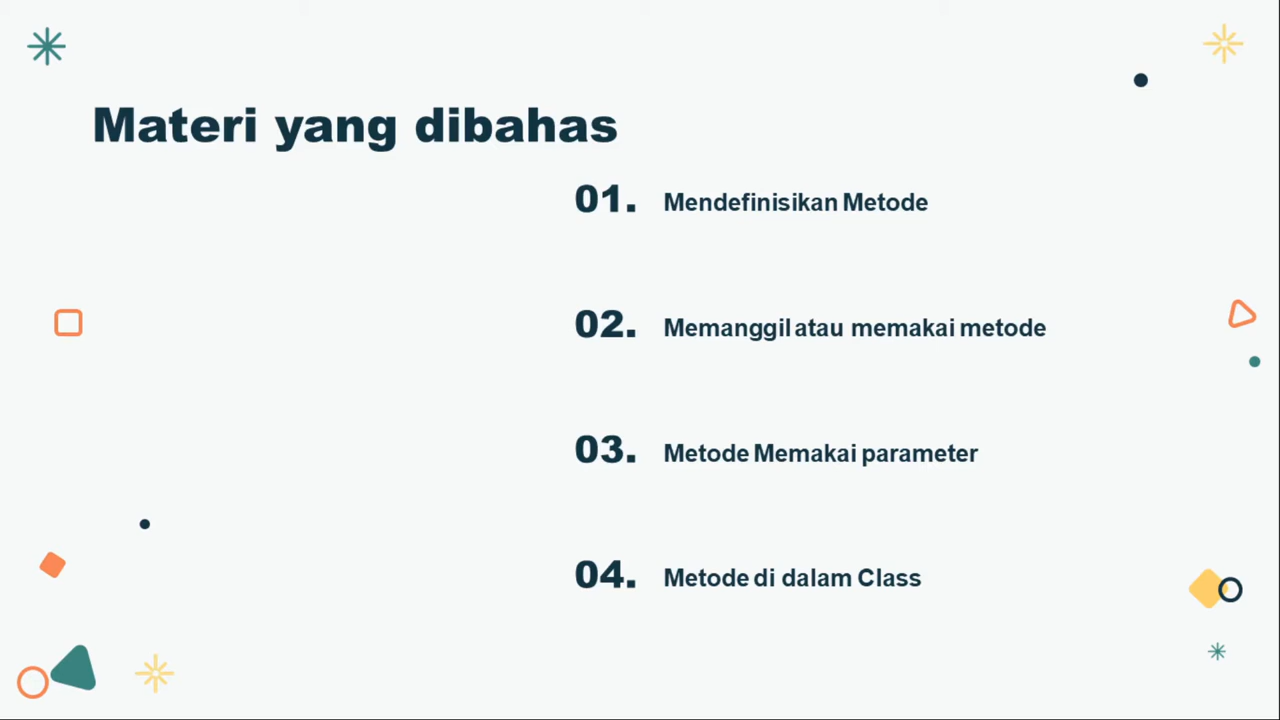 Materi yang dibahas
01. Mendefinisikan Metode
02. Memanggil atau memakai metode
03. Metode Memakai parameter
04. Metode di dalam Class